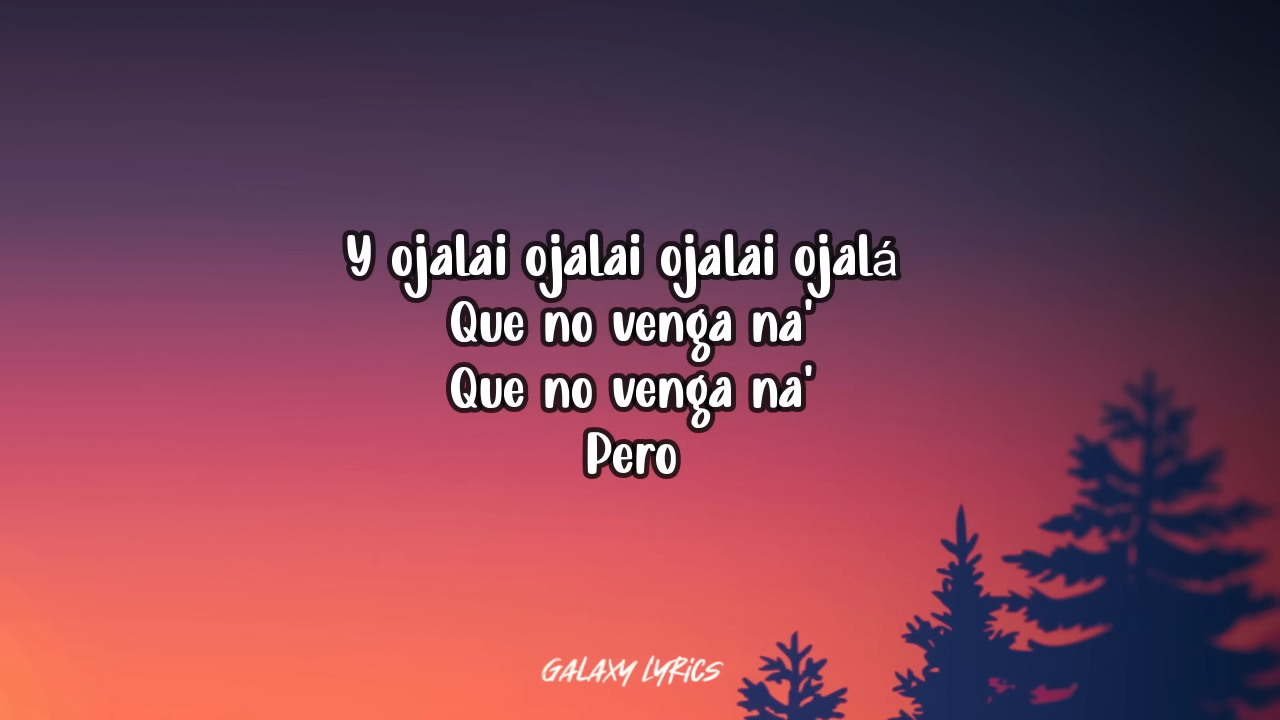 Y ojalai ojalai ojalai ojalá
Que no venga na'
Que no venga na'
Pero
GALAXY LYRiCS